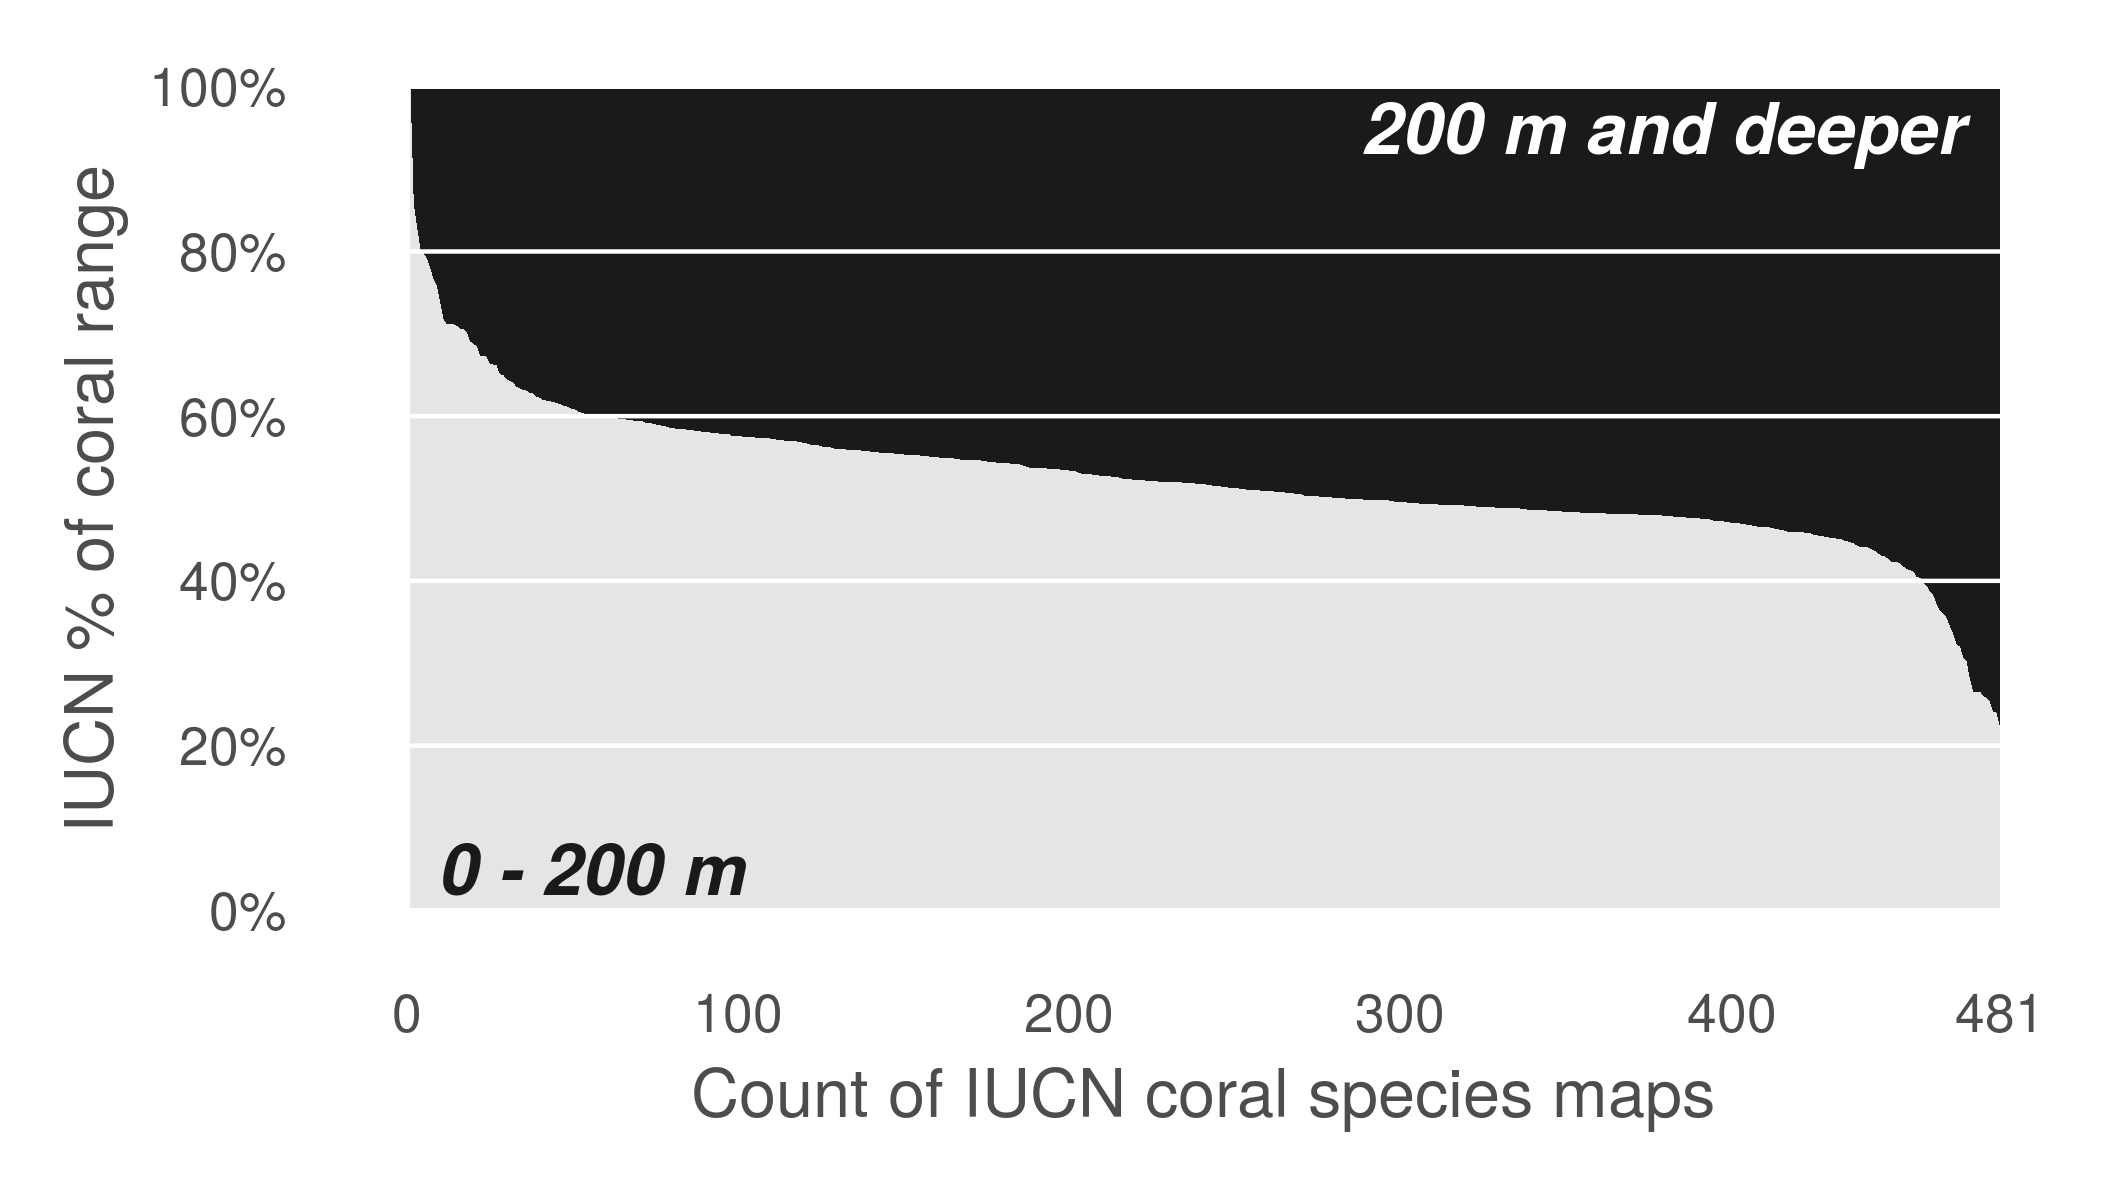 100%
200 m and deeper
80%
60%
40%
20%
0 - 200 m
0%
IUCN % of coral range
0 100 200 300 400 481
Count of IUCN coral species maps